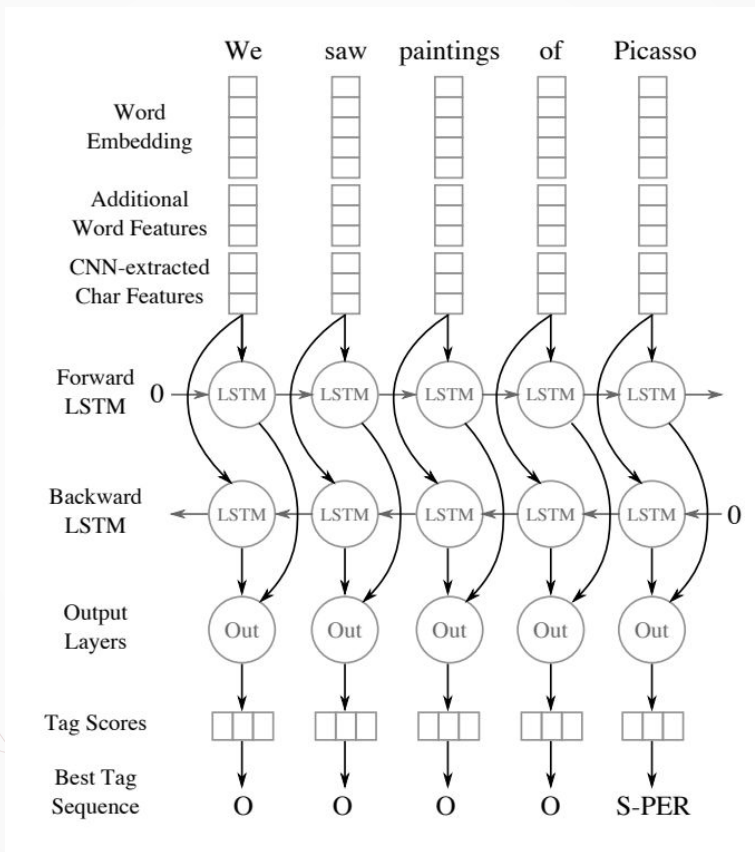 We saw paintings of Picasso
Word
Embedding
Additional
Word Features
CNN-extracted
Char Features
Forward
LSTM
0 LSTM LSTM LSTM LSTM LSTM
Backward
LSTM
LSTM LSTM LSTM LSTM LSTM 0
Output
Layers
Out Out Out Out Out
Tag Scores
Best Tag
Sequence
O O O O S-PER